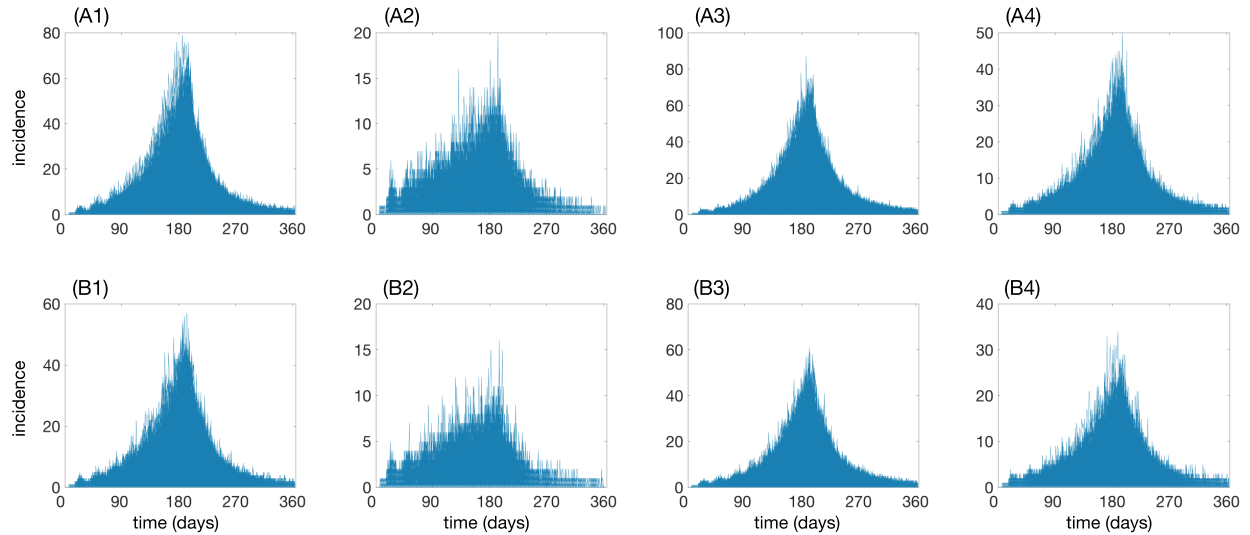 (A1) (A2) (A3) (A4)
80 20 100 50
60 15 80 40
incidence 40 10 60 30
20 5 40 20
0 0 20 10
0 0
0 90 180 270 360 0 90 180 270 360 0 90 180 270 360 0 90 180 270 360
(B1) (B2) (B3) (B4)
60 20 80 40
incidence 40 15 60 30
20 10 40 20
0 5 20 10
0 0 0
0 90 180 270 360 0 90 180 270 360 0 90 180 270 360 0 90 180 270 360
time (days) time (days) time (days) time (days)